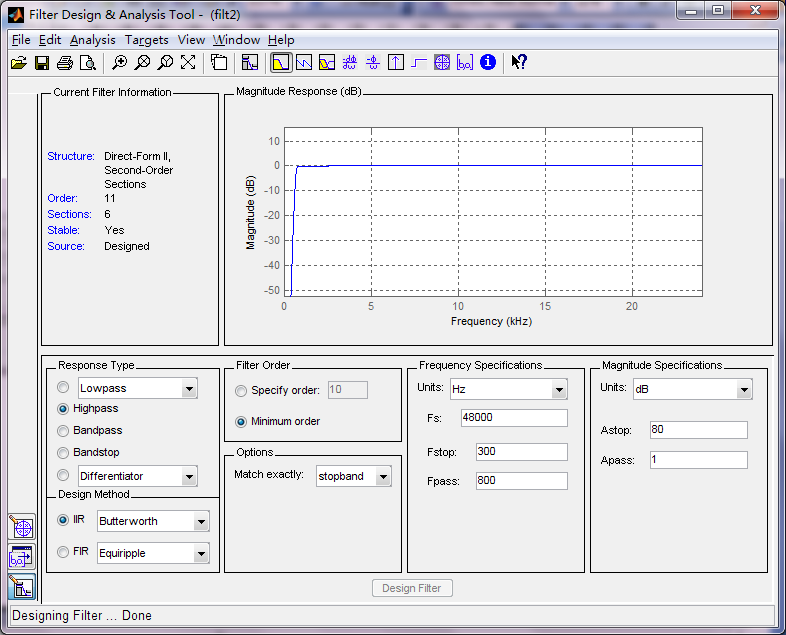 Filter Design & Analysis Tool - (filt2)
File Edit Analysis Targets View Window Help
Current Filter Information
Structure: Direct-Form II,
Second-Order
Sections
Order: 11
Sections: 6
Stable: Yes
Source: Designed
Magnitude Response (dB)
10
0
-10
-20
-30
-40
-50
Magnitude (dB)
0 5 10 15 20
Frequency (kHz)
Response Type
Lowpass
Highpass
Bandpass
Bandstop
Differentiator
Design Method
IIR Butterworth
FIR Equiripple
Filter Order
Specify order: 10
Minimum order
Options
Match exactly: stopband
Frequency Specifications
Units: Hz
Fs: 48000
Fstop: 300
Fpass: 800
Magnitude Specifications
Units: dB
Astop: 80
Apass: 1
Design Filter
Designing Filter ... Done